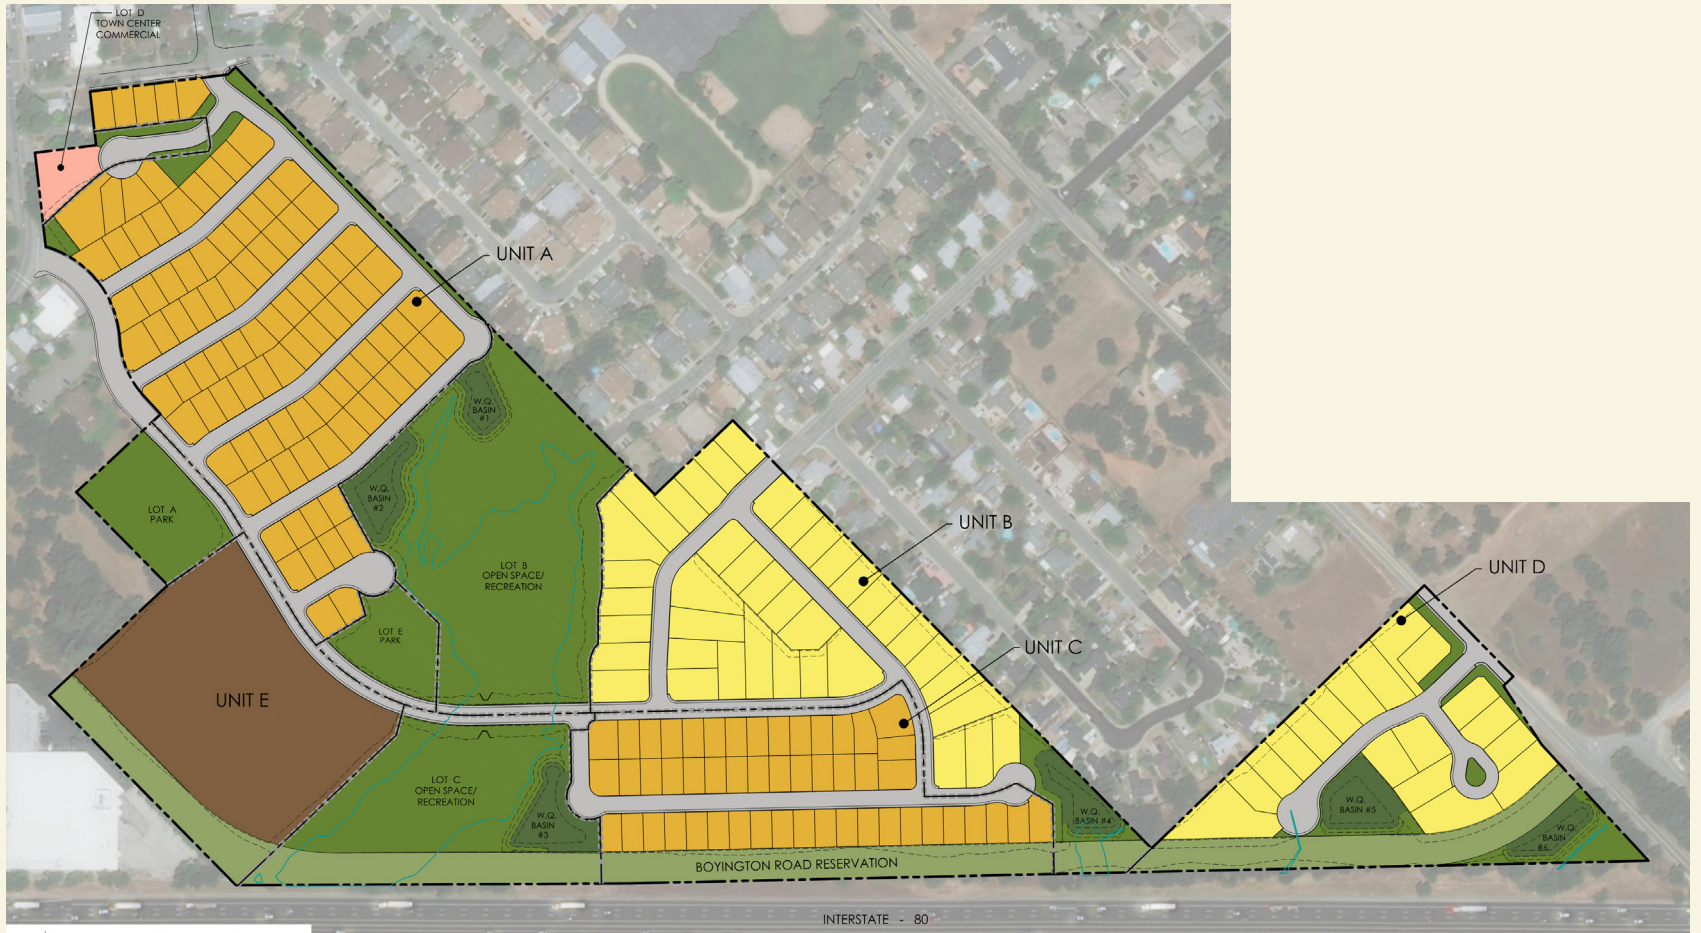 LOT D
TOWN CENTER
COMMERCIAL
UNIT A
W.Q.
BASIN
#1
W.Q.
BASIN
#2
LOT A
PARK
LOT B
OPEN SPACE/
RECREATION
UNIT B
UNIT D
LOT E
PARK
UNIT C
UNIT E
LOT C
OPEN SPACE/
RECREATION
W.Q.
BASIN
#3
W.Q.
BASIN #4
W.Q.
BASIN #5
W.Q.
BASIN
#6
BOYINGTON ROAD RESERVATION
INTERSTATE - 80